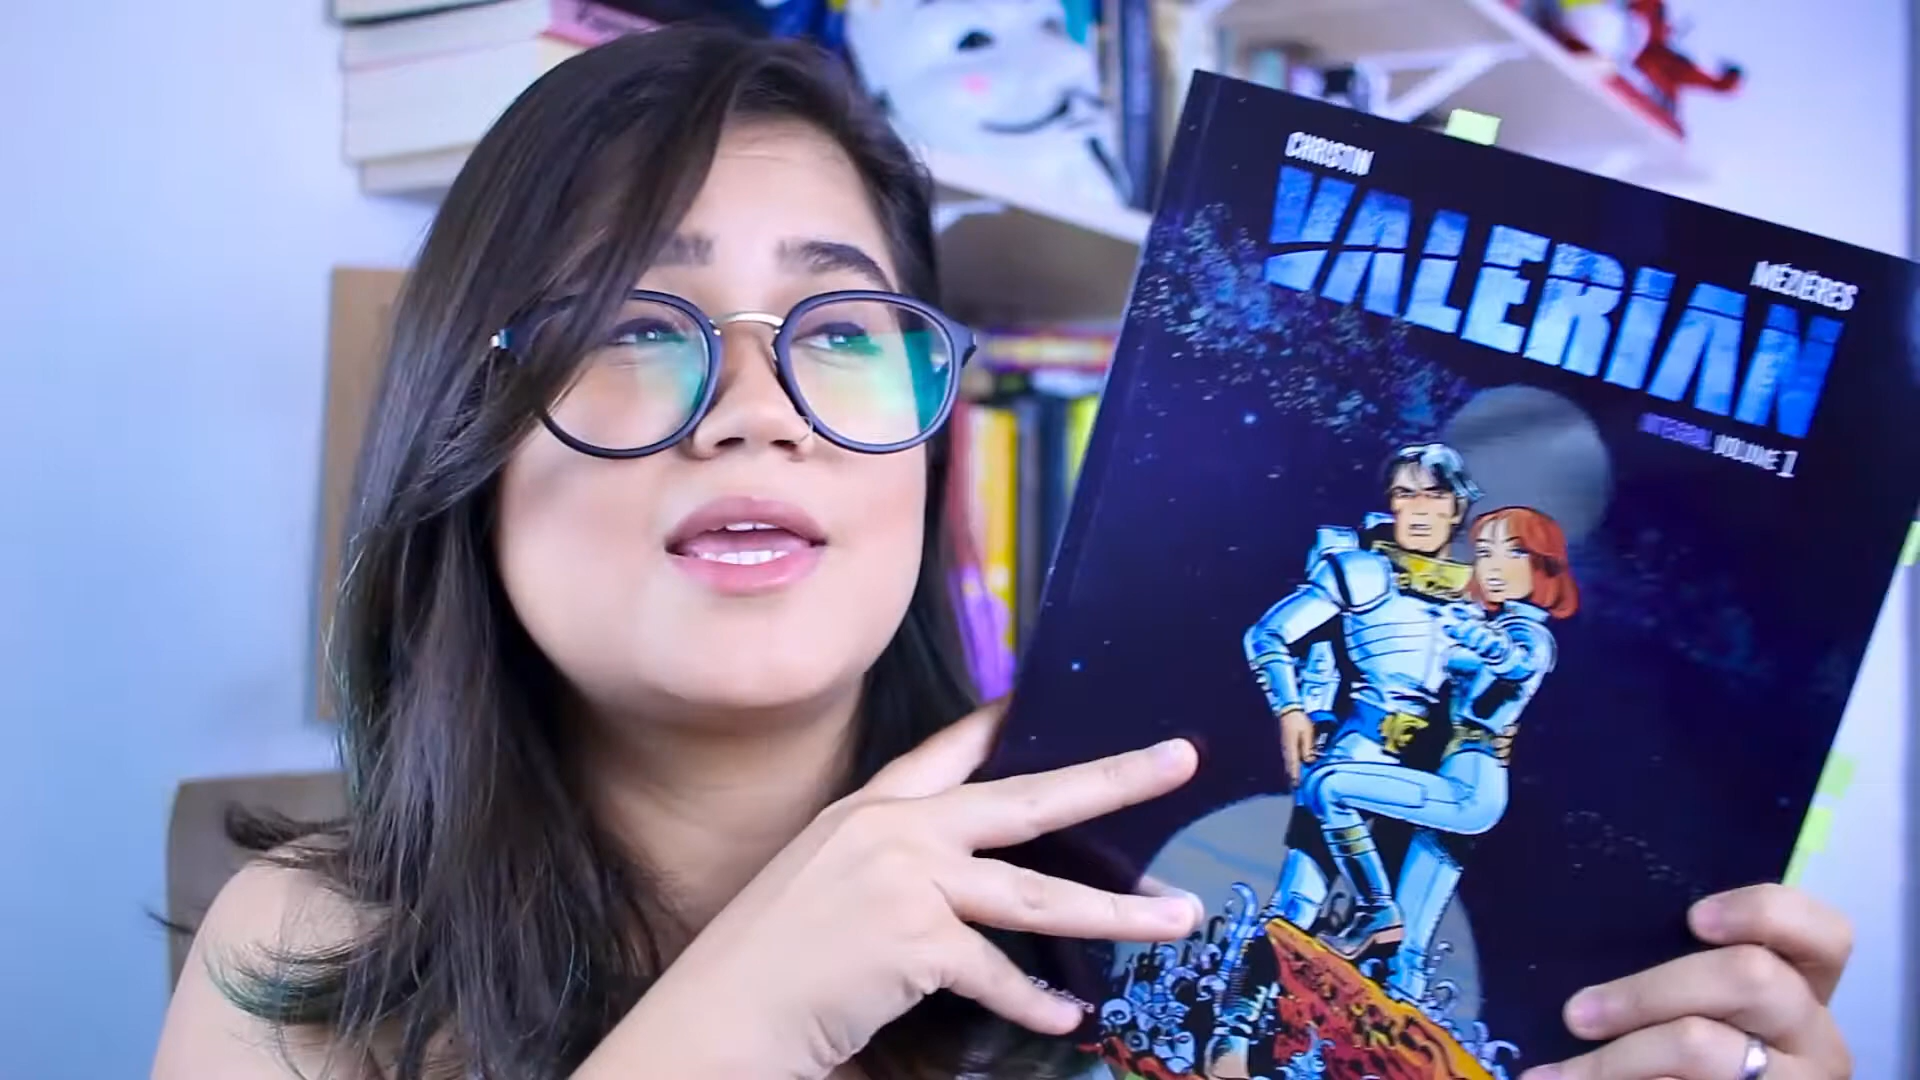 CHRISTIN
VALERIAN
MÉZIÈRES
INTEGRAL VOLUME 1